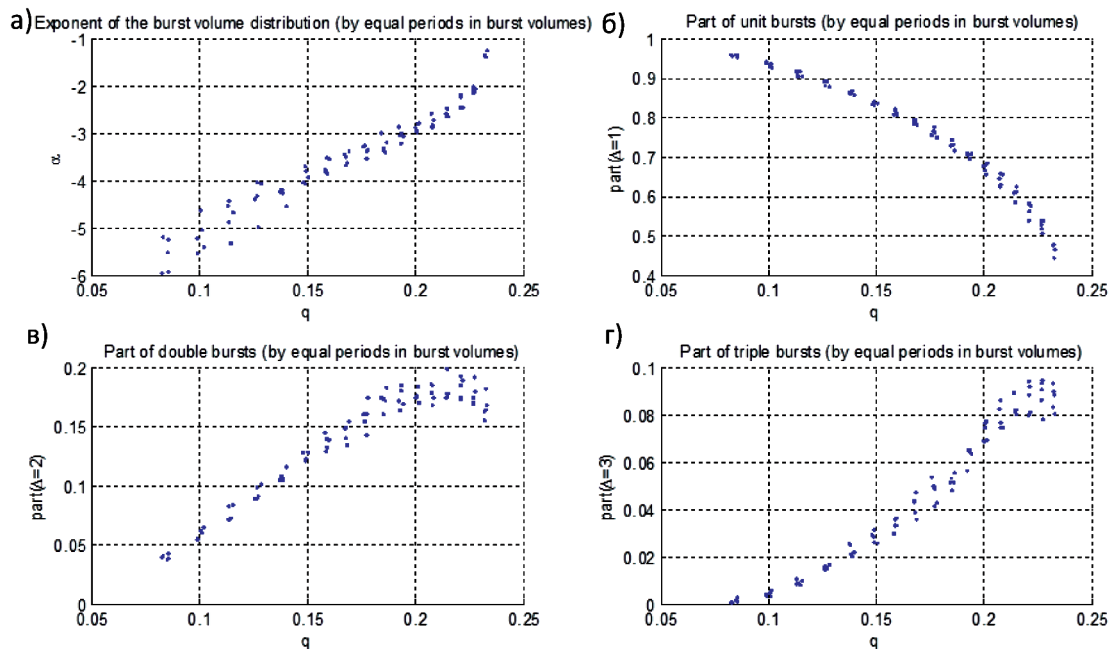 а) Exponent of the burst volume distribution (by equal periods in burst volumes)
-1
-2
-3
-4
-5
-6
α
0.05 0.1 0.15 0.2 0.25
q
б) Part of unit bursts (by equal periods in burst volumes)
1
0.9
0.8
0.7
0.6
0.5
0.4
part(Δ=1)
0.05 0.1 0.15 0.2 0.25
q
в) Part of double bursts (by equal periods in burst volumes)
0.2
0.15
0.1
0.05
0
part(Δ=2)
0.05 0.1 0.15 0.2 0.25
q
г) Part of triple bursts (by equal periods in burst volumes)
0.1
0.08
0.06
0.04
0.02
0
part(Δ=3)
0.05 0.1 0.15 0.2 0.25
q